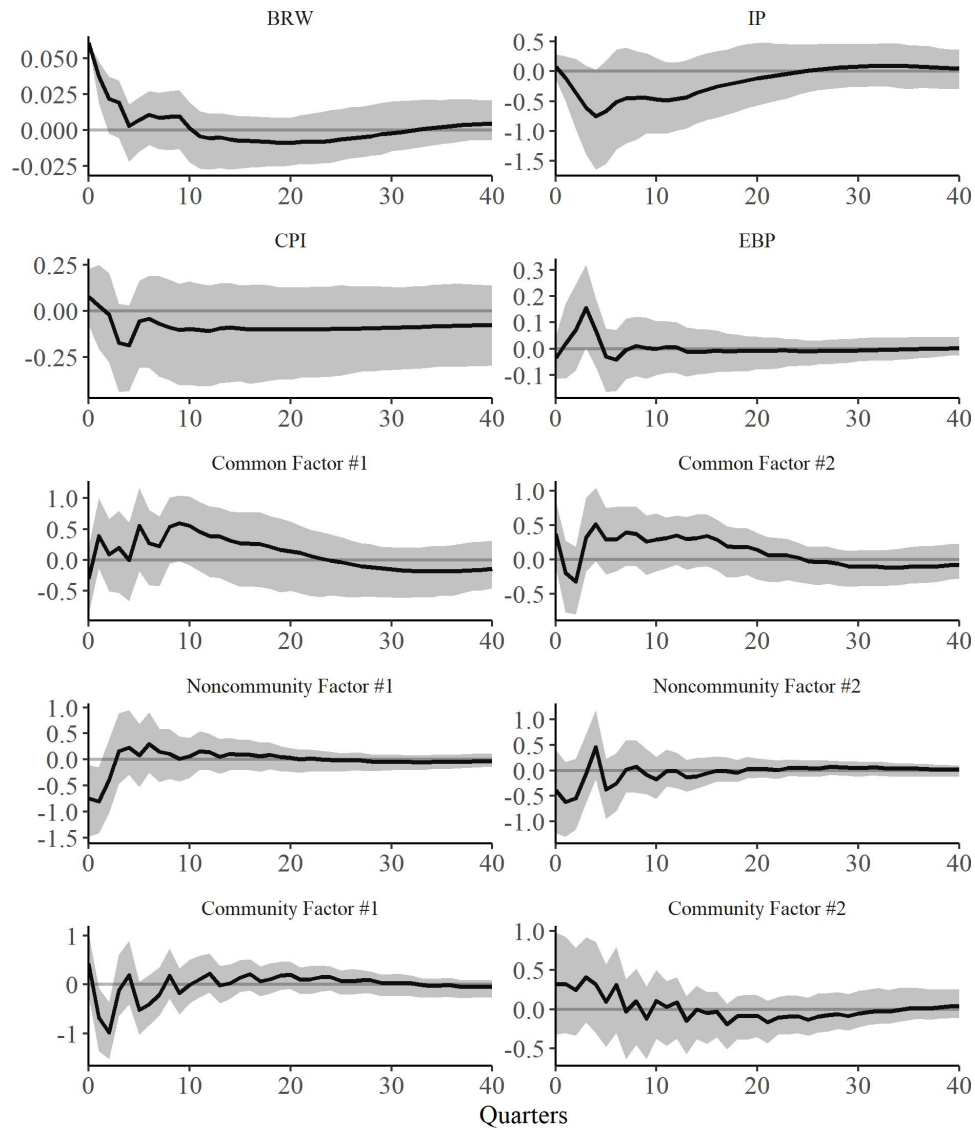 BRW
0.050
0.025
0.000
-0.025
0 10 20 30 40
IP
0.5
0.0
-0.5
-1.0
-1.5
0 10 20 30 40
CPI
0.25
0.00
-0.25
0 10 20 30 40
EBP
0.3
0.2
0.1
0.0
-0.1
0 10 20 30 40
Common Factor #1
1.0
0.5
0.0
-0.5
0 10 20 30 40
Common Factor #2
1.0
0.5
0.0
-0.5
0 10 20 30 40
Noncommunity Factor #1
1.0
0.5
0.0
-0.5
-1.0
-1.5
0 10 20 30 40
Noncommunity Factor #2
1.0
0.5
0.0
-0.5
-1.0
0 10 20 30 40
Community Factor #1
1
0
-1
0 10 20 30 40
Community Factor #2
1.0
0.5
0.0
-0.5
0 10 20 30 40
Quarters